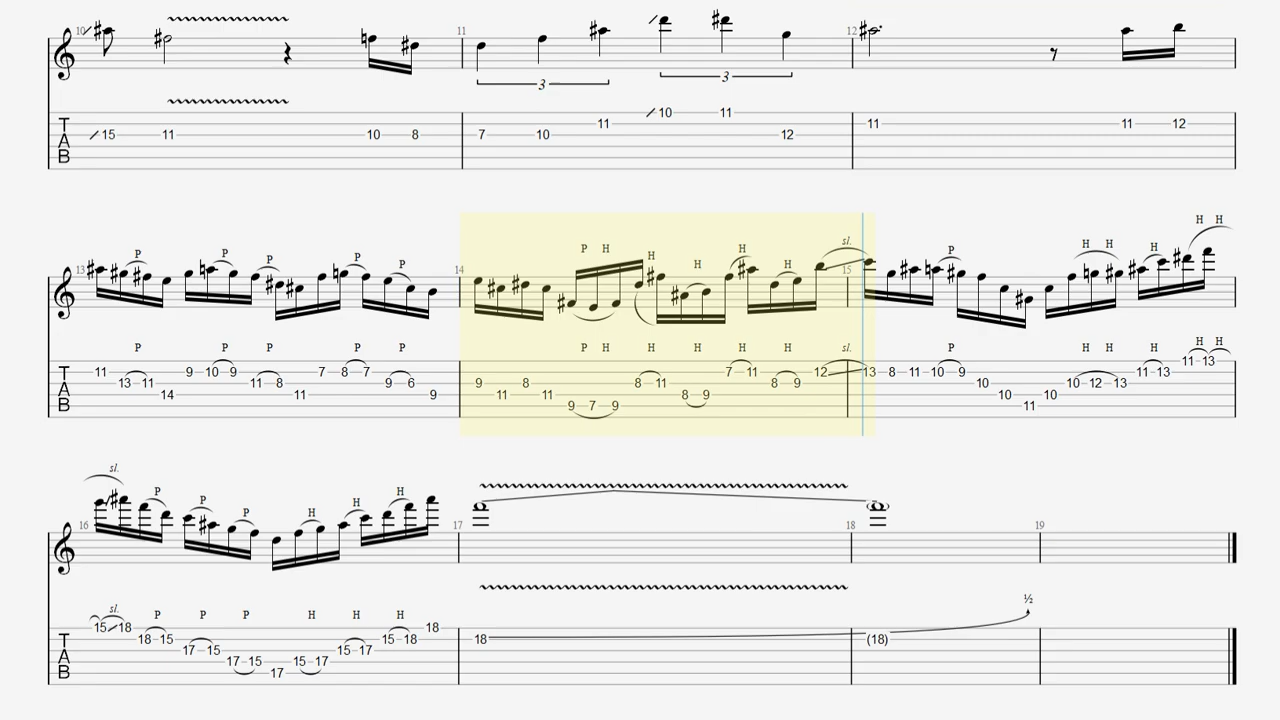 10 11 12
3 3
T 15 11 10 8 7 10 11 10 11 12 11 11 12
A
B
13 P P P P P 14 P H H H H H sl. 15 P H H H H H
P P P P P P H H H H H sl. P H H H H H
T 11 13 11 14 9 10 9 11 8 11 7 8 7 9 6 9 9 11 8 11 9 7 9 8 11 8 9 7 11 8 9 12 13 8 11 10 9 10 10 11 10 10 12 13 11 13 11 13
A
B
16 sl. P P P H H H 17 18 19
½
sl. P P P H H H
T 15 18 18 15 17 15 17 15 17 15 17 15 17 15 18 18 18 (18)
A
B